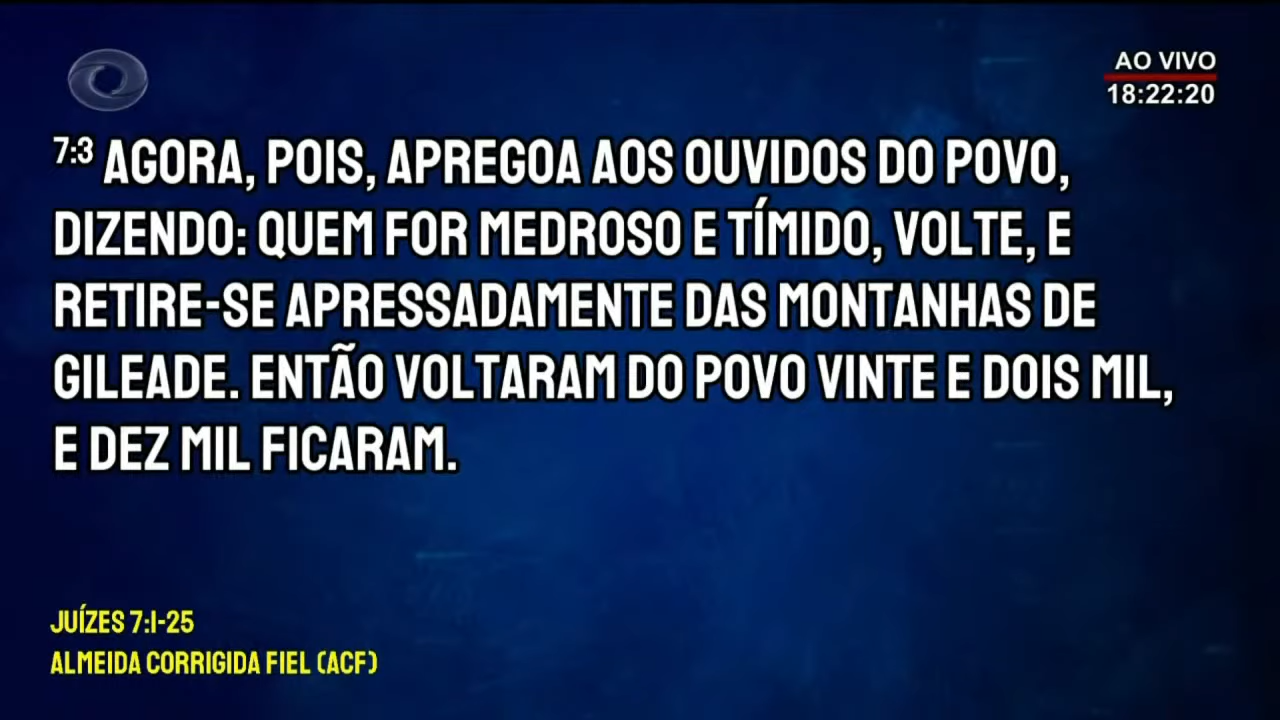 AO VIVO
18:22:20
7:3 AGORA, POIS, APREGOA AOS OUVIDOS DO POVO,
DIZENDO: QUEM FOR MEDROSO E TÍMIDO, VOLTE, E
RETIRE-SE APRESSADAMENTE DAS MONTANHAS DE
GILEADE. ENTÃO VOLTARAM DO POVO VINTE E DOIS MIL,
E DEZ MIL FICARAM.
JUÍZES 7:1-25
ALMEIDA CORRIGIDA FIEL (ACF)